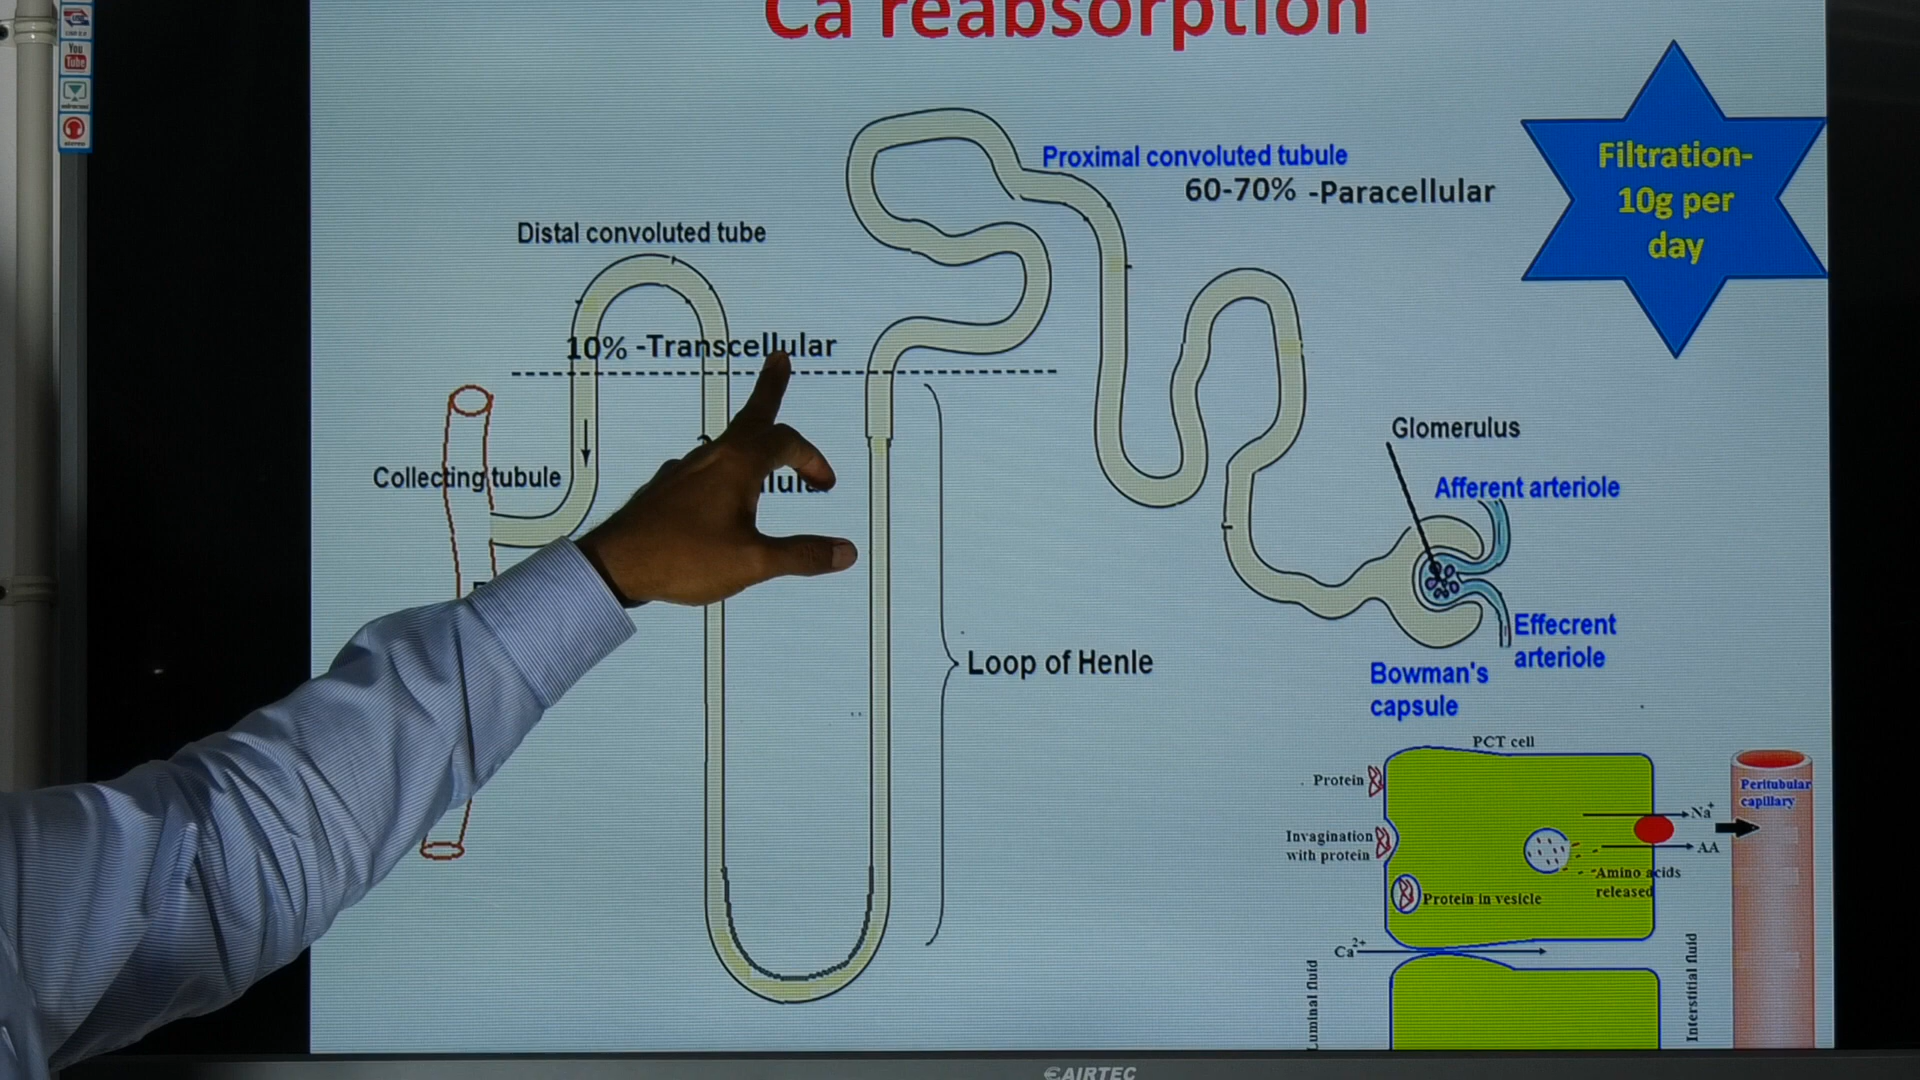 Ca reabsorption
You
Tube
Proximal convoluted tubule
60-70% -Paracellular
Filtration-
10g per
day
Distal convoluted tube
10% -Transcellular
Collecting tubule
Glomerulus
Afferent arteriole
Effecrent
arteriole
Bowman's
capsule
Loop of Henle
PCT cell
Protein
Invagination
with protein
Protein in vesicle
Amino acids
released
Na+
AA
Peritubular
capillary
Ca2+
Luminal fluid
Interstitial fluid
AIRTEC